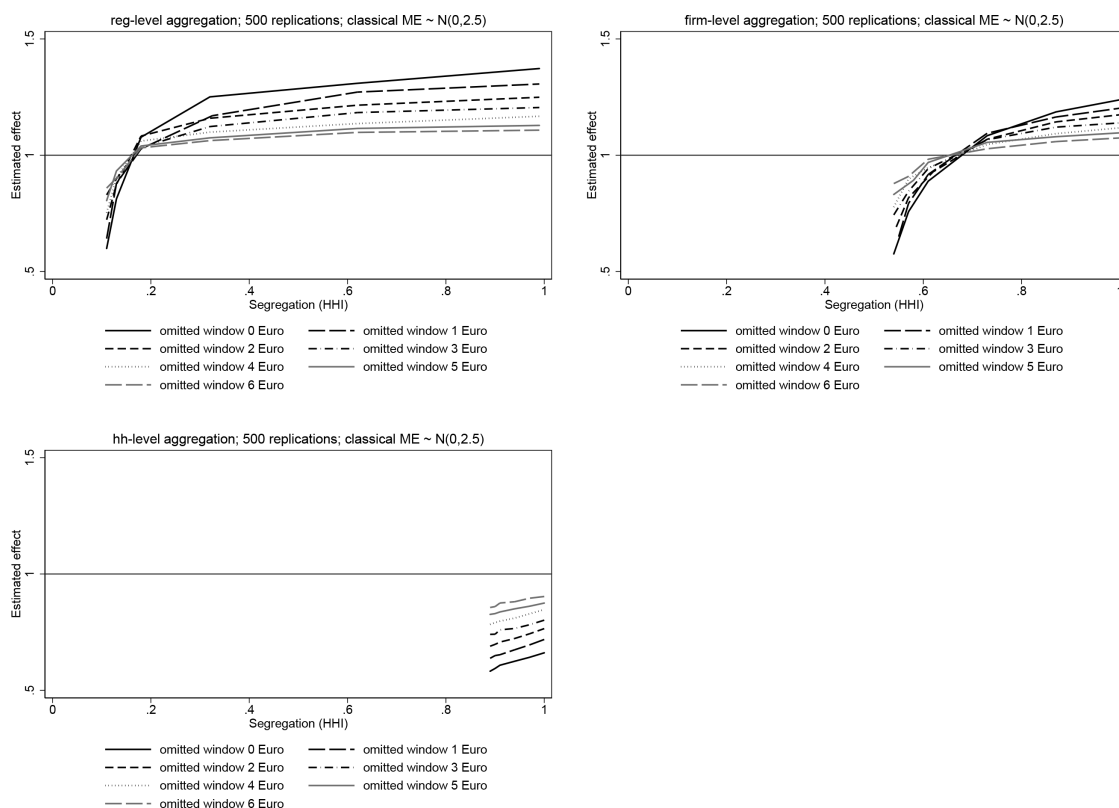 reg-level aggregation; 500 replications; classical ME ~ N(0,2.5)
Estimated effect
1.5
1
.5
0 .2 .4 .6 .8 1
Segregation (HHI)
omitted window 0 Euro omitted window 1 Euro
omitted window 2 Euro omitted window 3 Euro
omitted window 4 Euro omitted window 5 Euro
omitted window 6 Euro
firm-level aggregation; 500 replications; classical ME ~ N(0,2.5)
Estimated effect
1.5
1
.5
0 .2 .4 .6 .8 1
Segregation (HHI)
omitted window 0 Euro omitted window 1 Euro
omitted window 2 Euro omitted window 3 Euro
omitted window 4 Euro omitted window 5 Euro
omitted window 6 Euro
hh-level aggregation; 500 replications; classical ME ~ N(0,2.5)
Estimated effect
1.5
1
.5
0 .2 .4 .6 .8 1
Segregation (HHI)
omitted window 0 Euro omitted window 1 Euro
omitted window 2 Euro omitted window 3 Euro
omitted window 4 Euro omitted window 5 Euro
omitted window 6 Euro